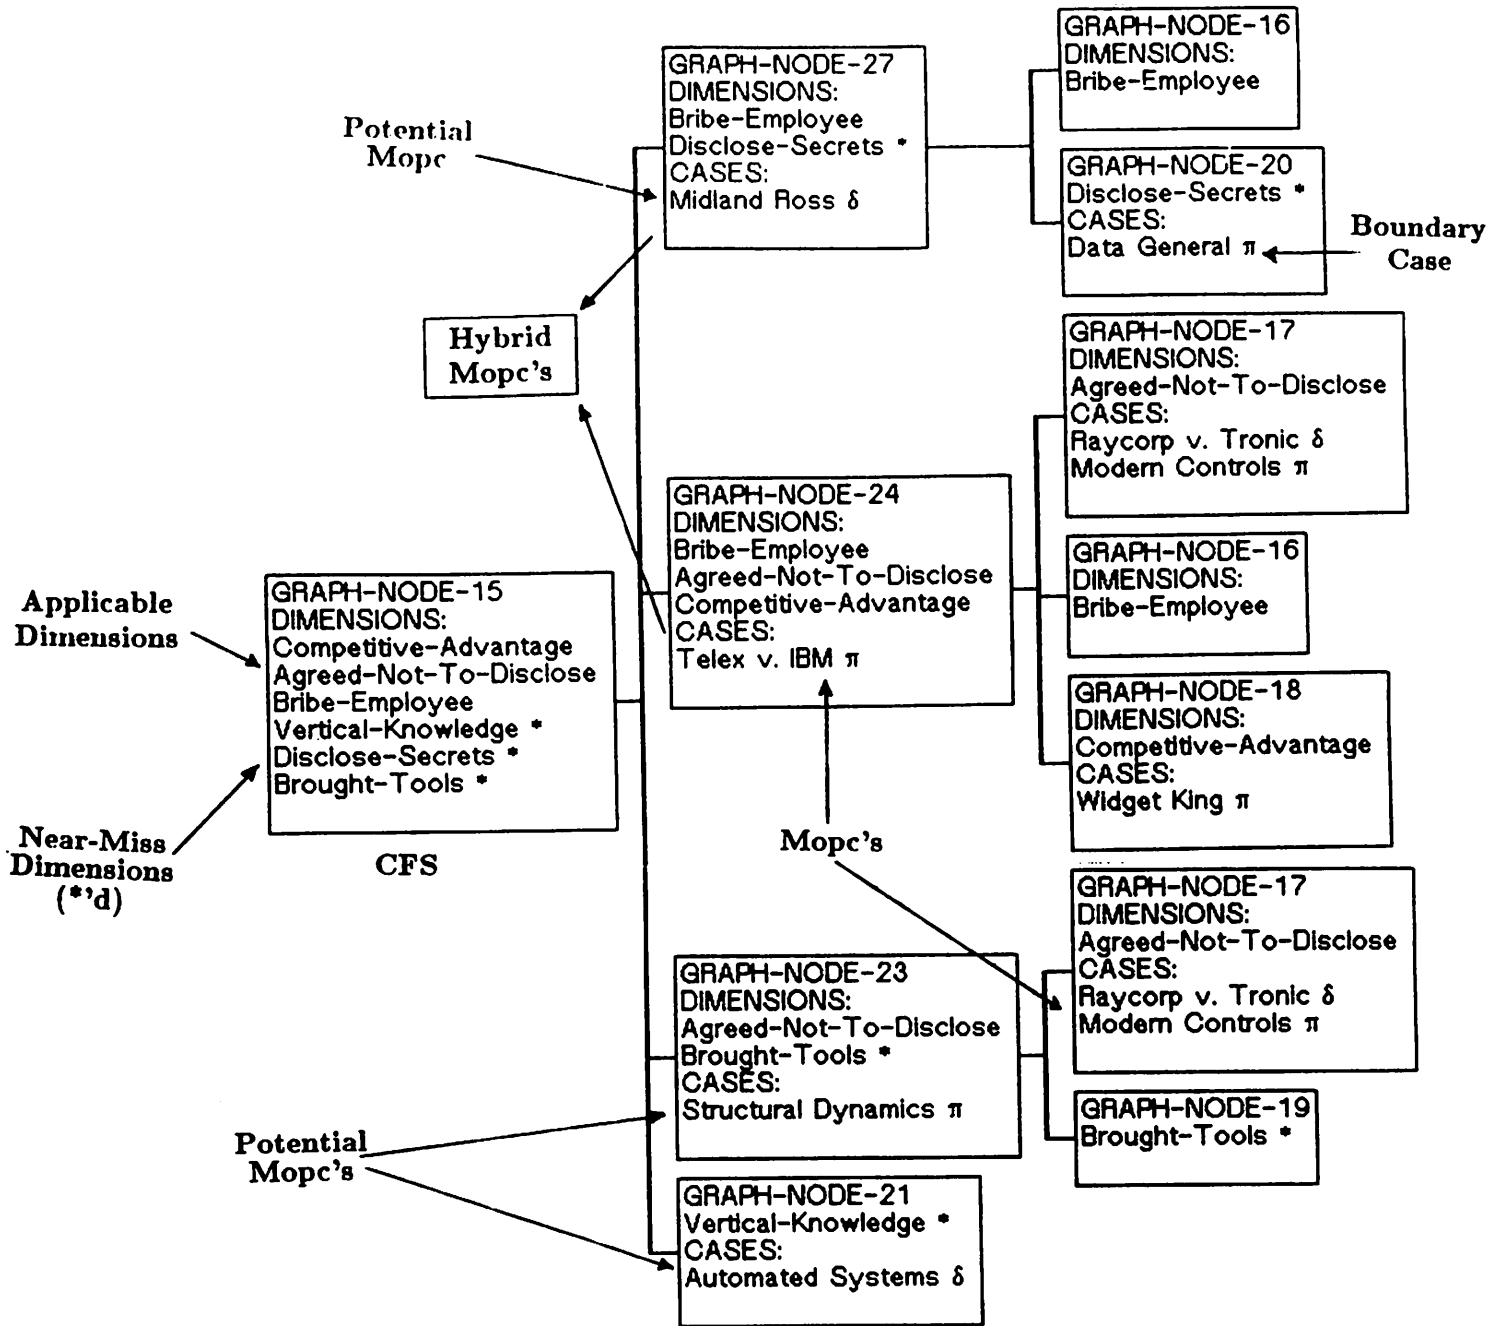 GRAPH-NODE-16
DIMENSIONS:
Bribe-Employee
GRAPH-NODE-27
DIMENSIONS:
Bribe-Employee
Disclose-Secrets *
CASES:
Midland Ross δ
Potential
Mopc
GRAPH-NODE-20
Disclose-Secrets *
CASES:
Data General π
Boundary
Case
Hybrid
Mopc's
GRAPH-NODE-17
DIMENSIONS:
Agreed-Not-To-Disclose
CASES:
Raycorp v. Tronic δ
Modern Controls π
GRAPH-NODE-24
DIMENSIONS:
Bribe-Employee
Agreed-Not-To-Disclose
Competitive-Advantage
CASES:
Telex v. IBM π
GRAPH-NODE-16
DIMENSIONS:
Bribe-Employee
Applicable
Dimensions
GRAPH-NODE-15
DIMENSIONS:
Competitive-Advantage
Agreed-Not-To-Disclose
Bribe-Employee
Vertical-Knowledge *
Disclose-Secrets *
Brought-Tools *
CFS
Near-Miss
Dimensions
(*'d)
GRAPH-NODE-18
DIMENSIONS:
Competitive-Advantage
CASES:
Widget King π
Mopc's
GRAPH-NODE-17
DIMENSIONS:
Agreed-Not-To-Disclose
CASES:
Raycorp v. Tronic δ
Modern Controls π
GRAPH-NODE-23
DIMENSIONS:
Agreed-Not-To-Disclose
Brought-Tools *
CASES:
Structural Dynamics π
GRAPH-NODE-19
Brought-Tools *
Potential
Mopc's
GRAPH-NODE-21
Vertical-Knowledge *
CASES:
Automated Systems δ